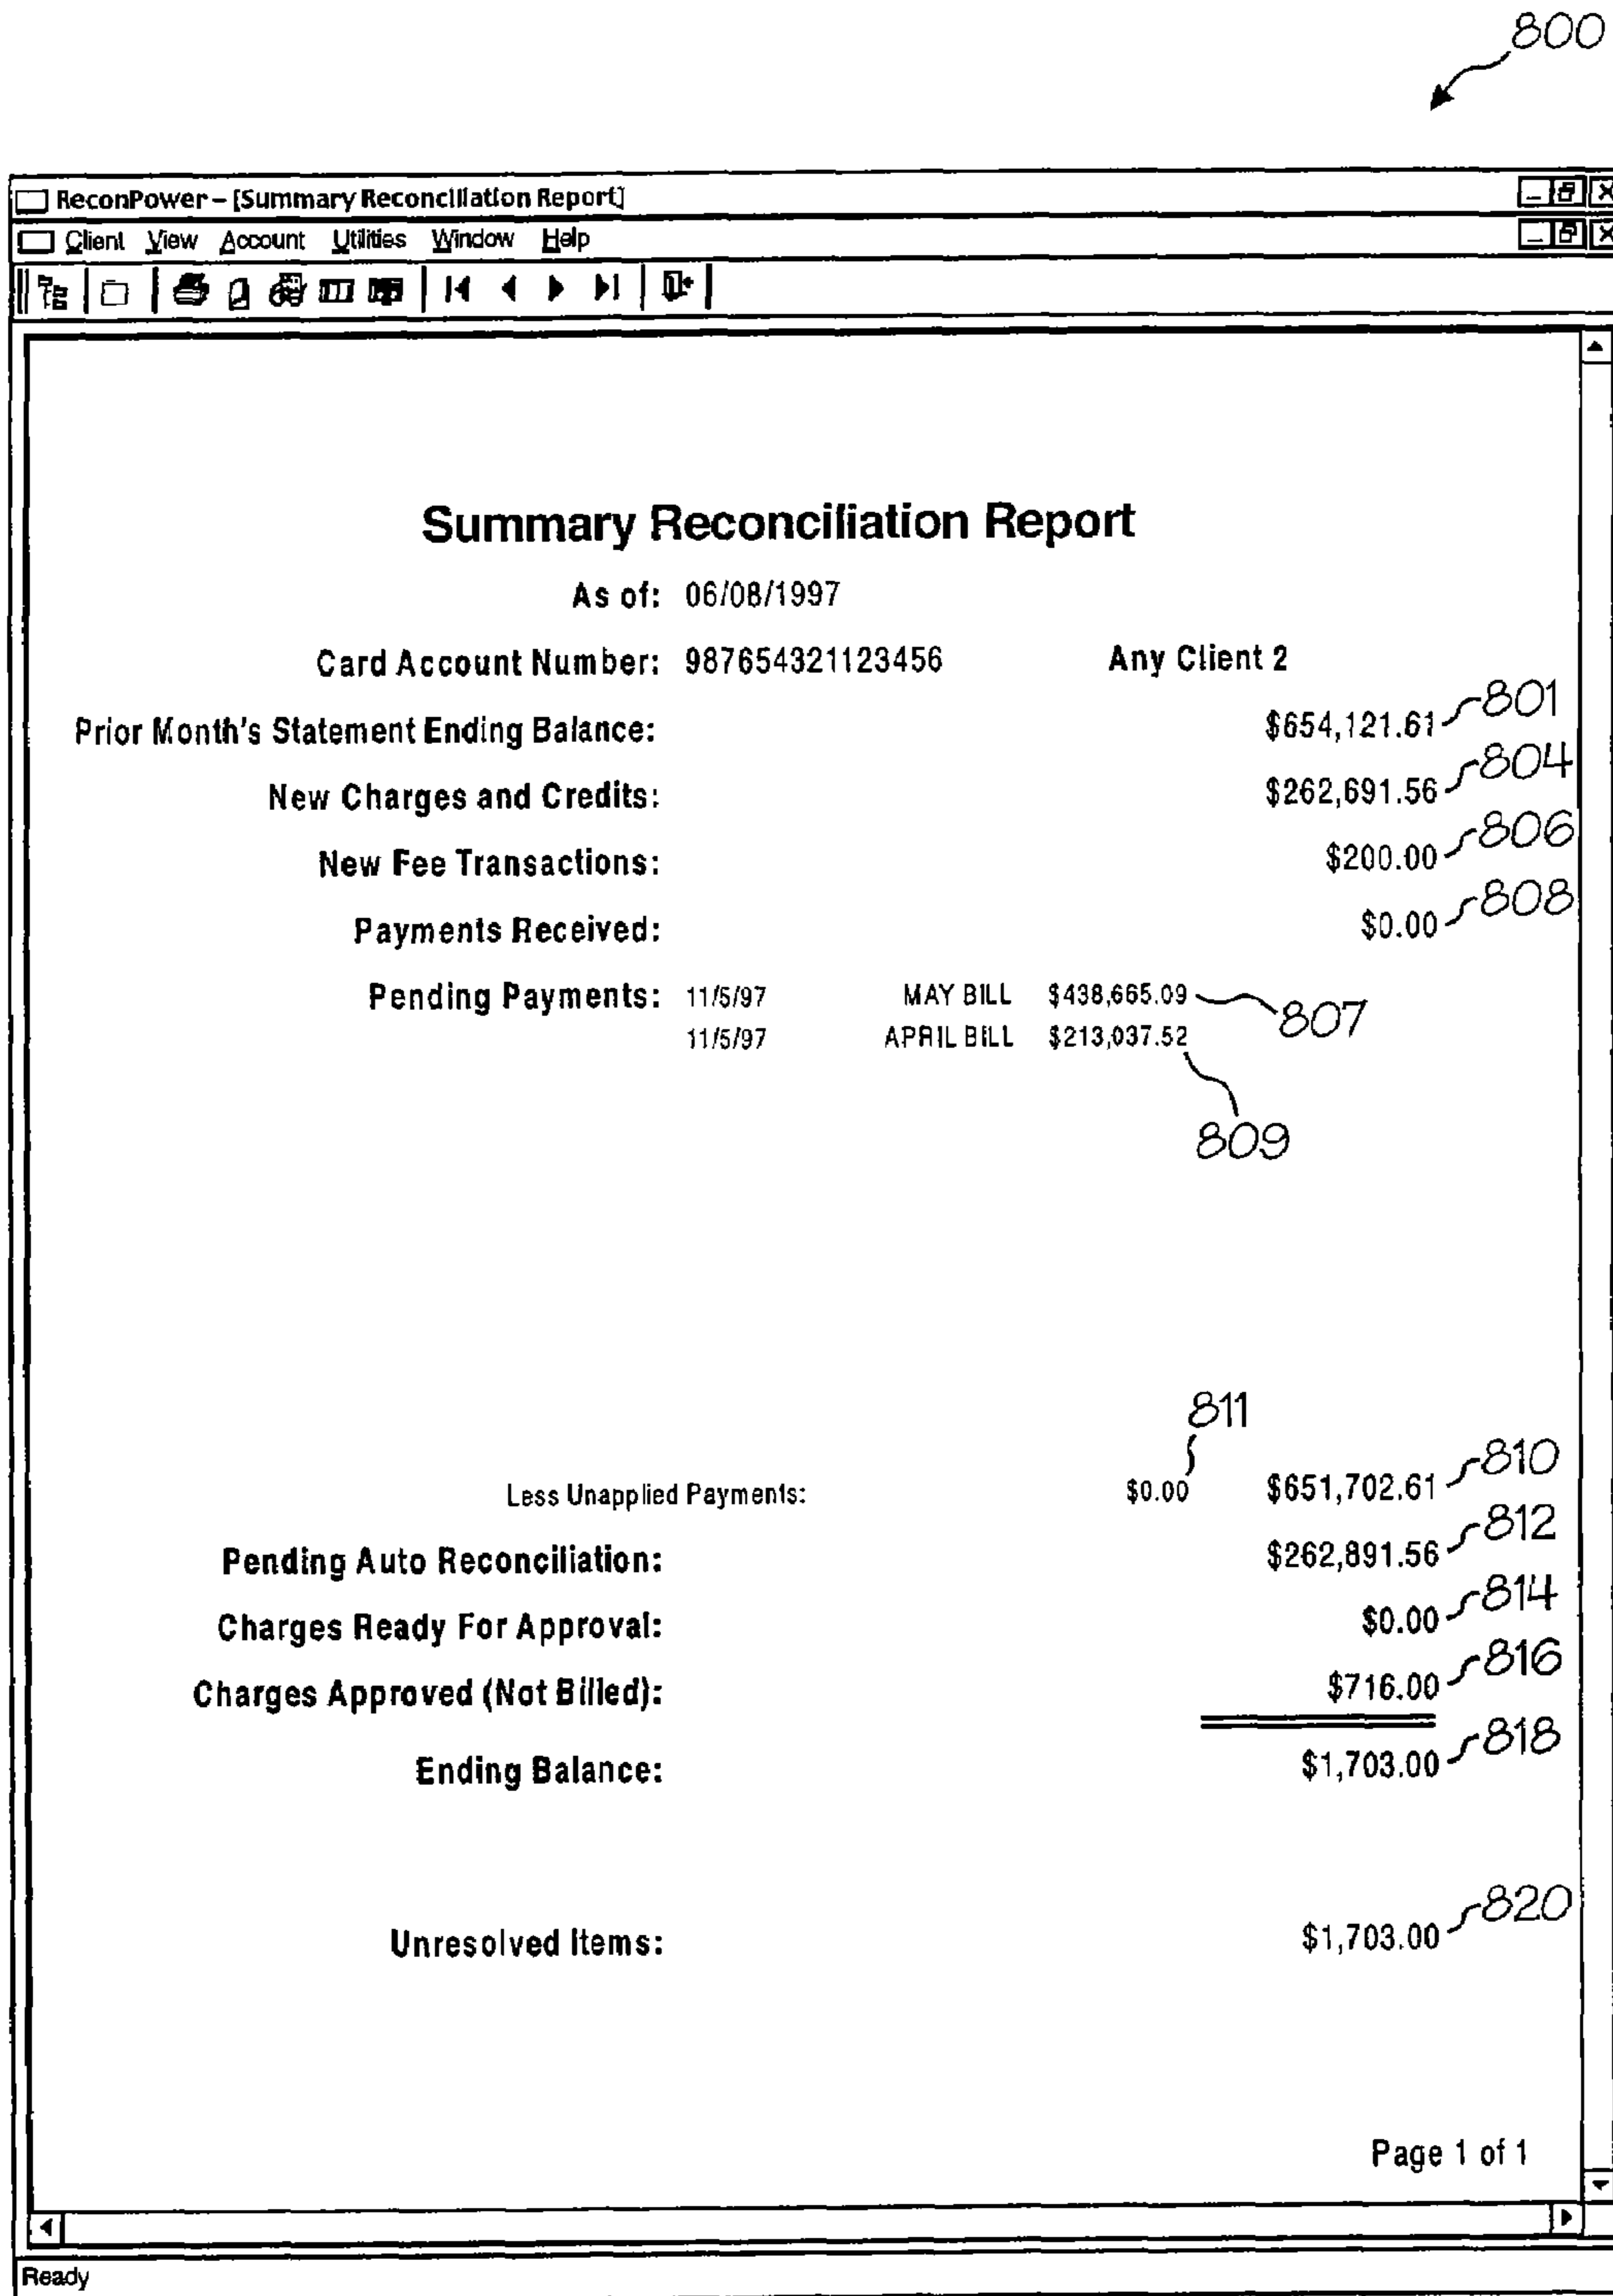 800
ReconPower – [Summary Reconciliation Report]
Client View Account Utilities Window Help
Summary Reconciliation Report
As of: 06/08/1997
Card Account Number: 987654321123456 Any Client 2
Prior Month's Statement Ending Balance: $654,121.61 801
New Charges and Credits: $262,691.56 804
New Fee Transactions: $200.00 806
Payments Received: $0.00 808
Pending Payments: 11/5/97 MAY BILL $438,665.09 807
11/5/97 APRIL BILL $213,037.52
809
811
Less Unapplied Payments: $0.00 $651,702.61 810
Pending Auto Reconciliation: $262,891.56 812
Charges Ready For Approval: $0.00 814
Charges Approved (Not Billed): $716.00 816
Ending Balance: $1,703.00 818
Unresolved Items: $1,703.00 820
Page 1 of 1
Ready